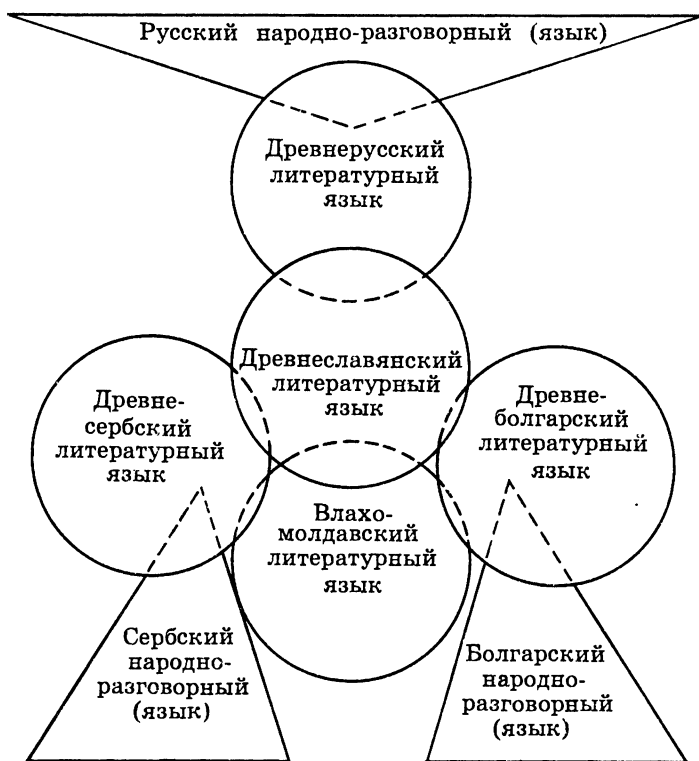 Русский народно-разговорный (язык)
Древнерусский
литературный
язык
Древнеславянский
литературный
язык
Древне-
сербский
литературный
язык
Древне-
болгарский
литературный
язык
Влахо-
молдавский
литературный
язык
Сербский
народно-
разговорный
(язык)
Болгарский
народно-
разговорный
(язык)